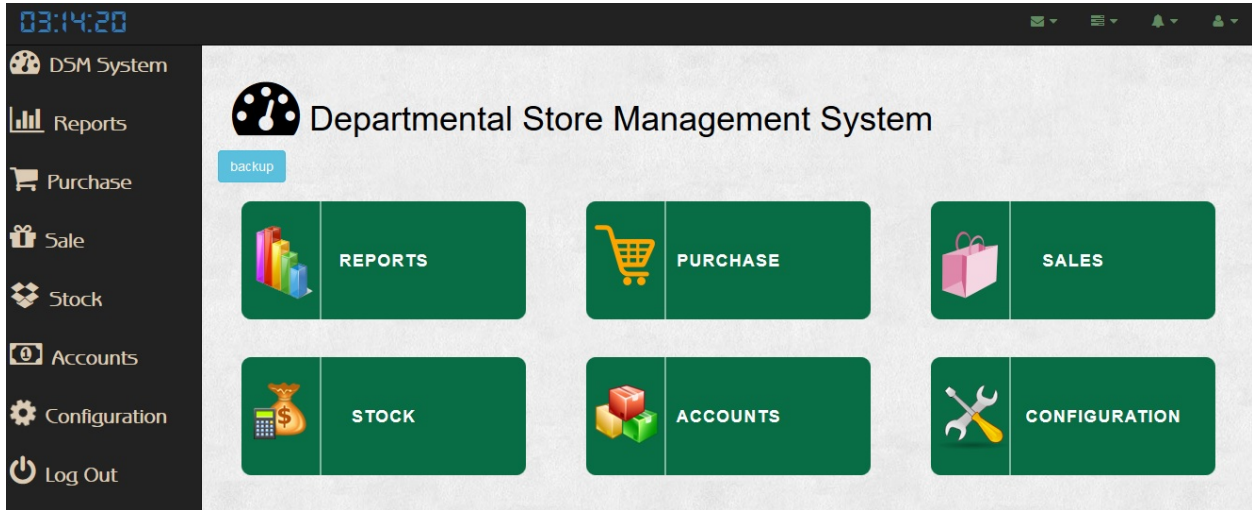 03:14:20
DSM System
Reports
Purchase
Sale
Stock
Accounts
Configuration
Log Out
Departmental Store Management System
backup
REPORTS
PURCHASE
SALES
STOCK
ACCOUNTS
CONFIGURATION